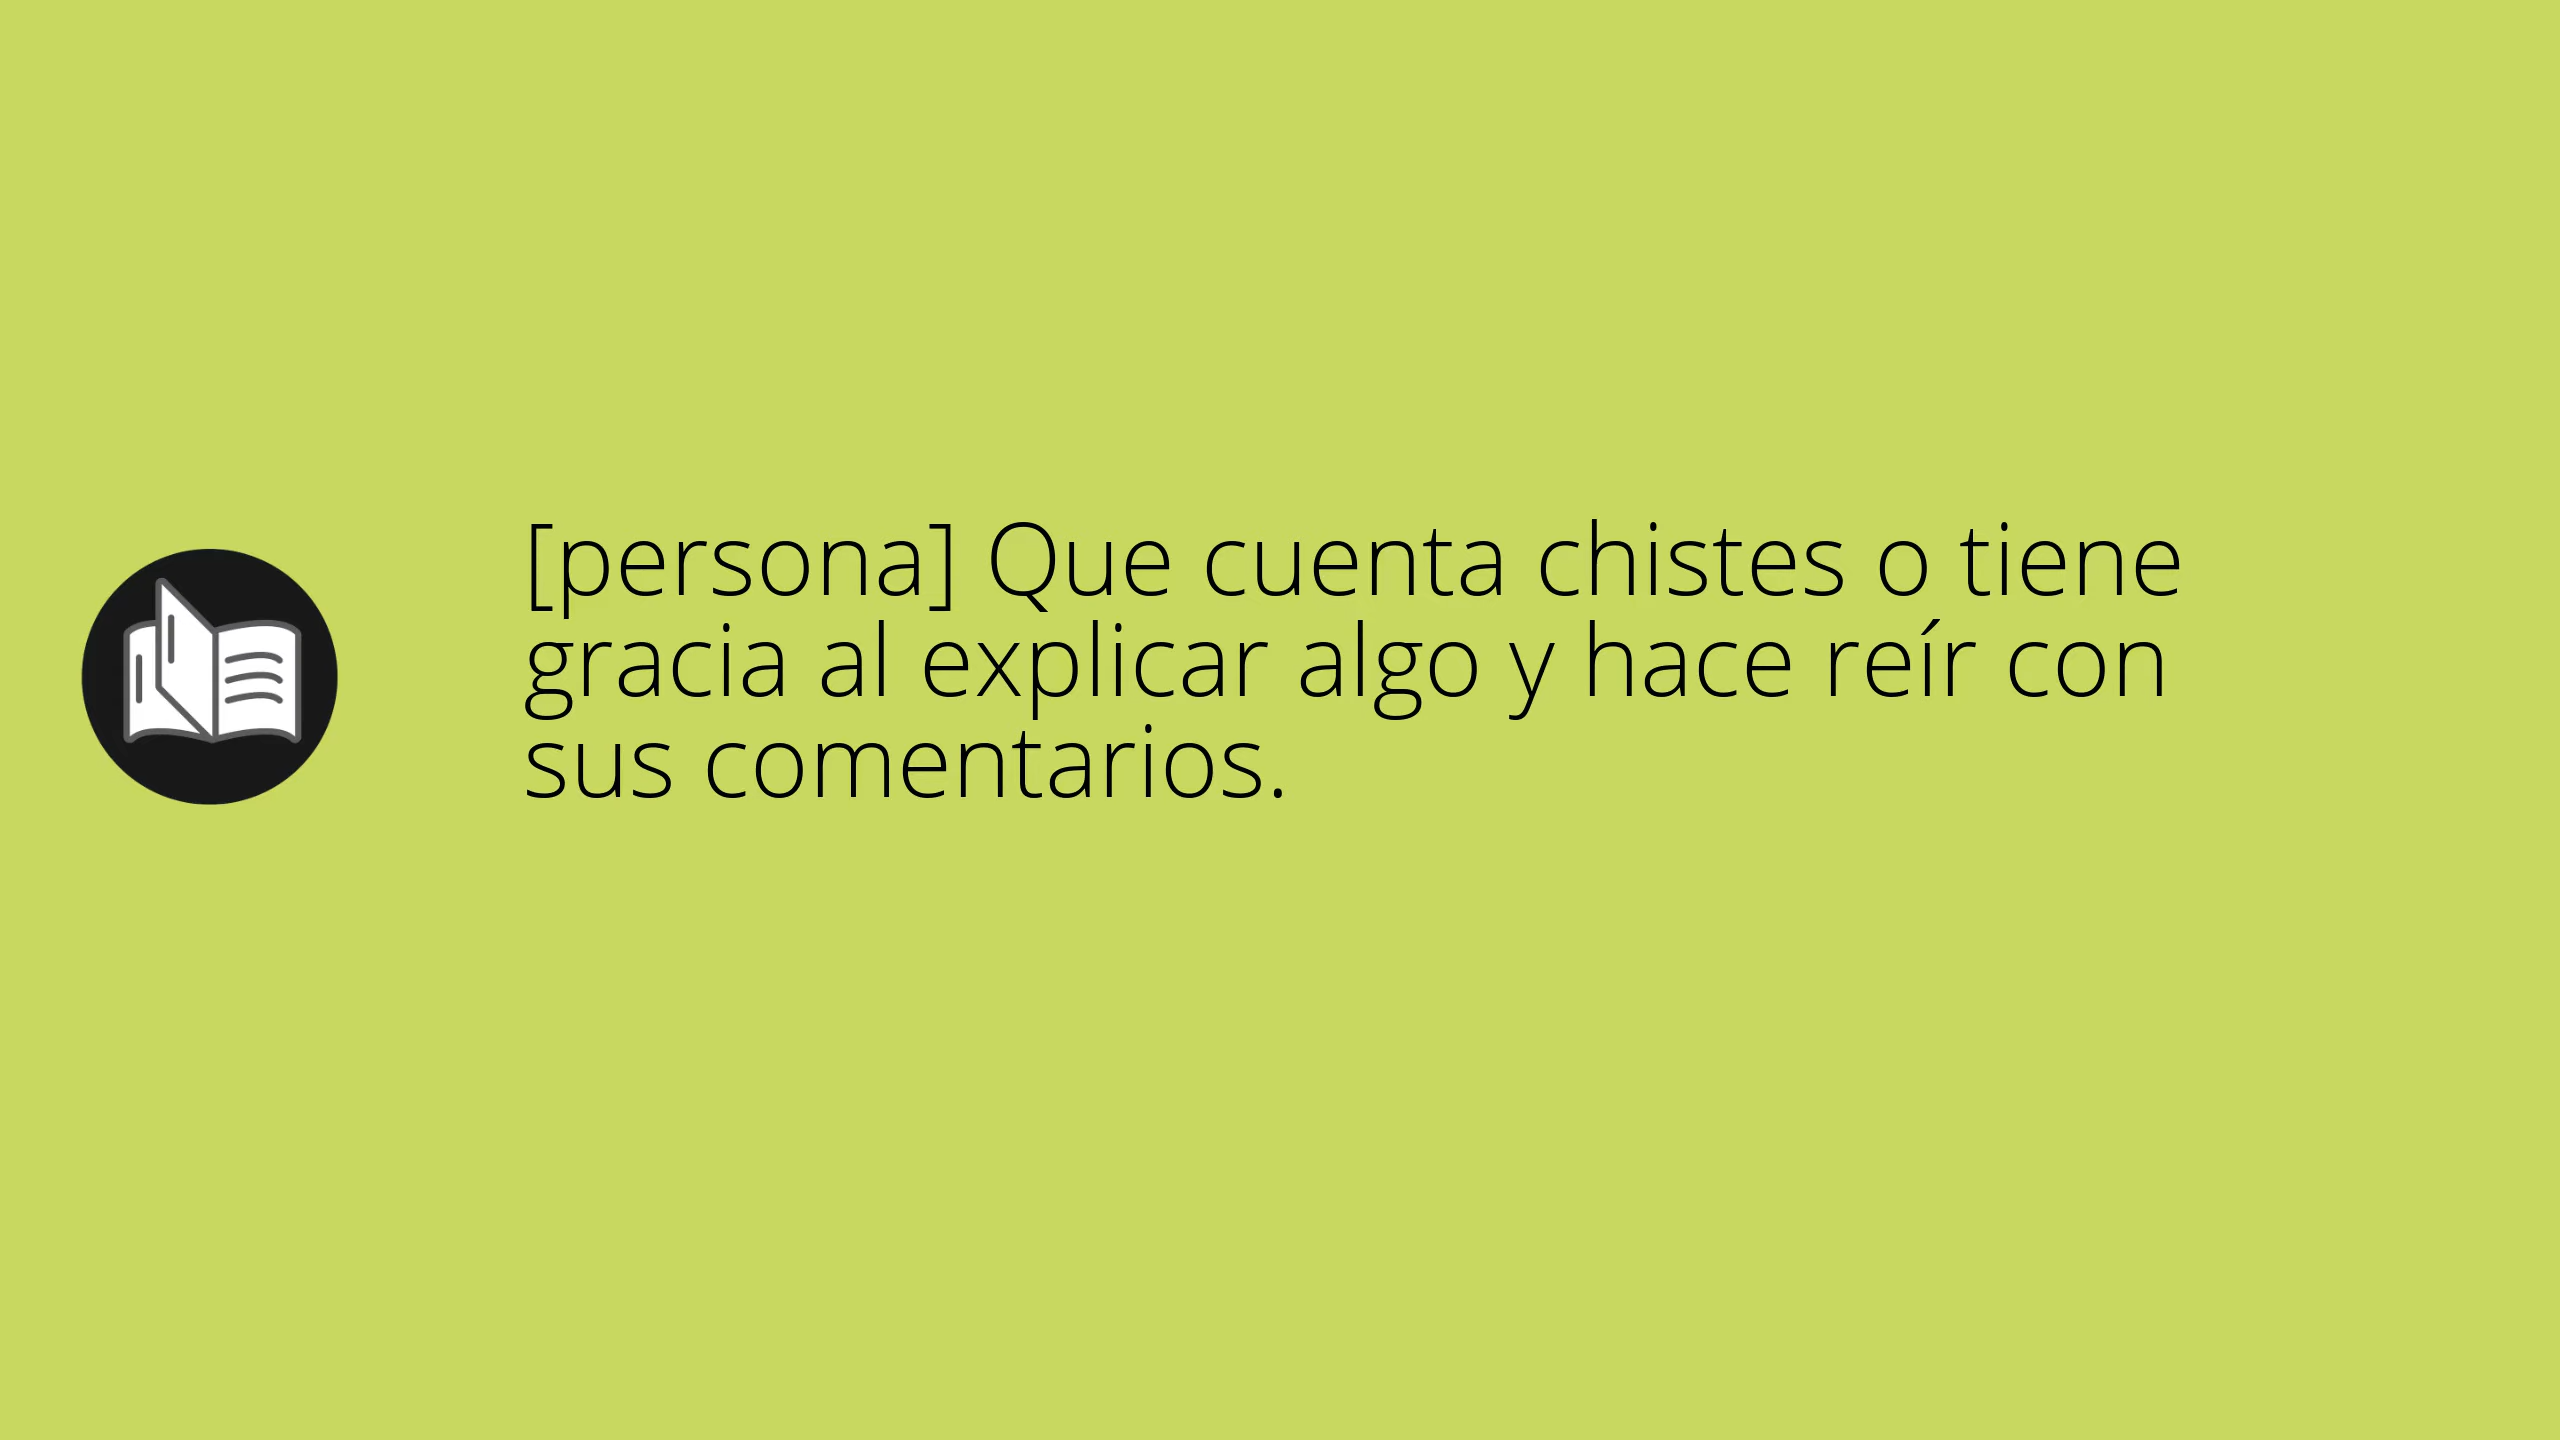 [persona] Que cuenta chistes o tiene
gracia al explicar algo y hace reír con
sus comentarios.